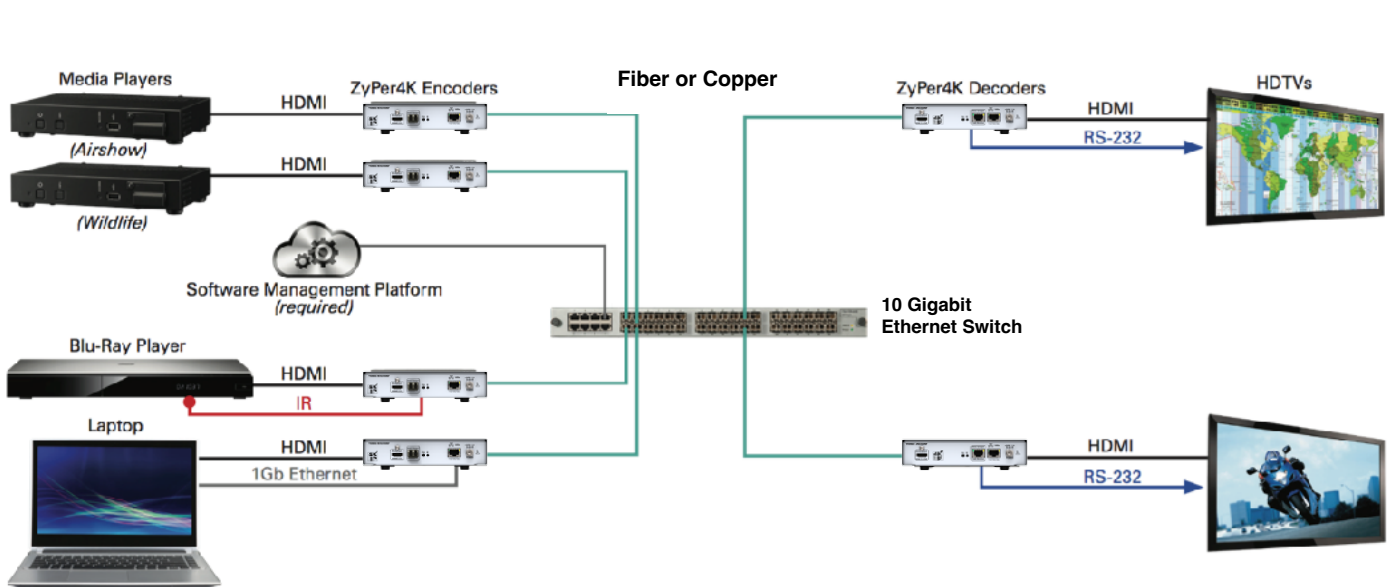 Fiber or Copper
Media Players
HDMI
ZyPer4K Encoders
(Airshow)
HDMI
(Wildlife)
Software Management Platform
(required)
Blu-Ray Player
HDMI
IR
Laptop
HDMI
1Gb Ethernet
10 Gigabit
Ethernet Switch
ZyPer4K Decoders
HDMI
RS-232
HDTVs
HDMI
RS-232